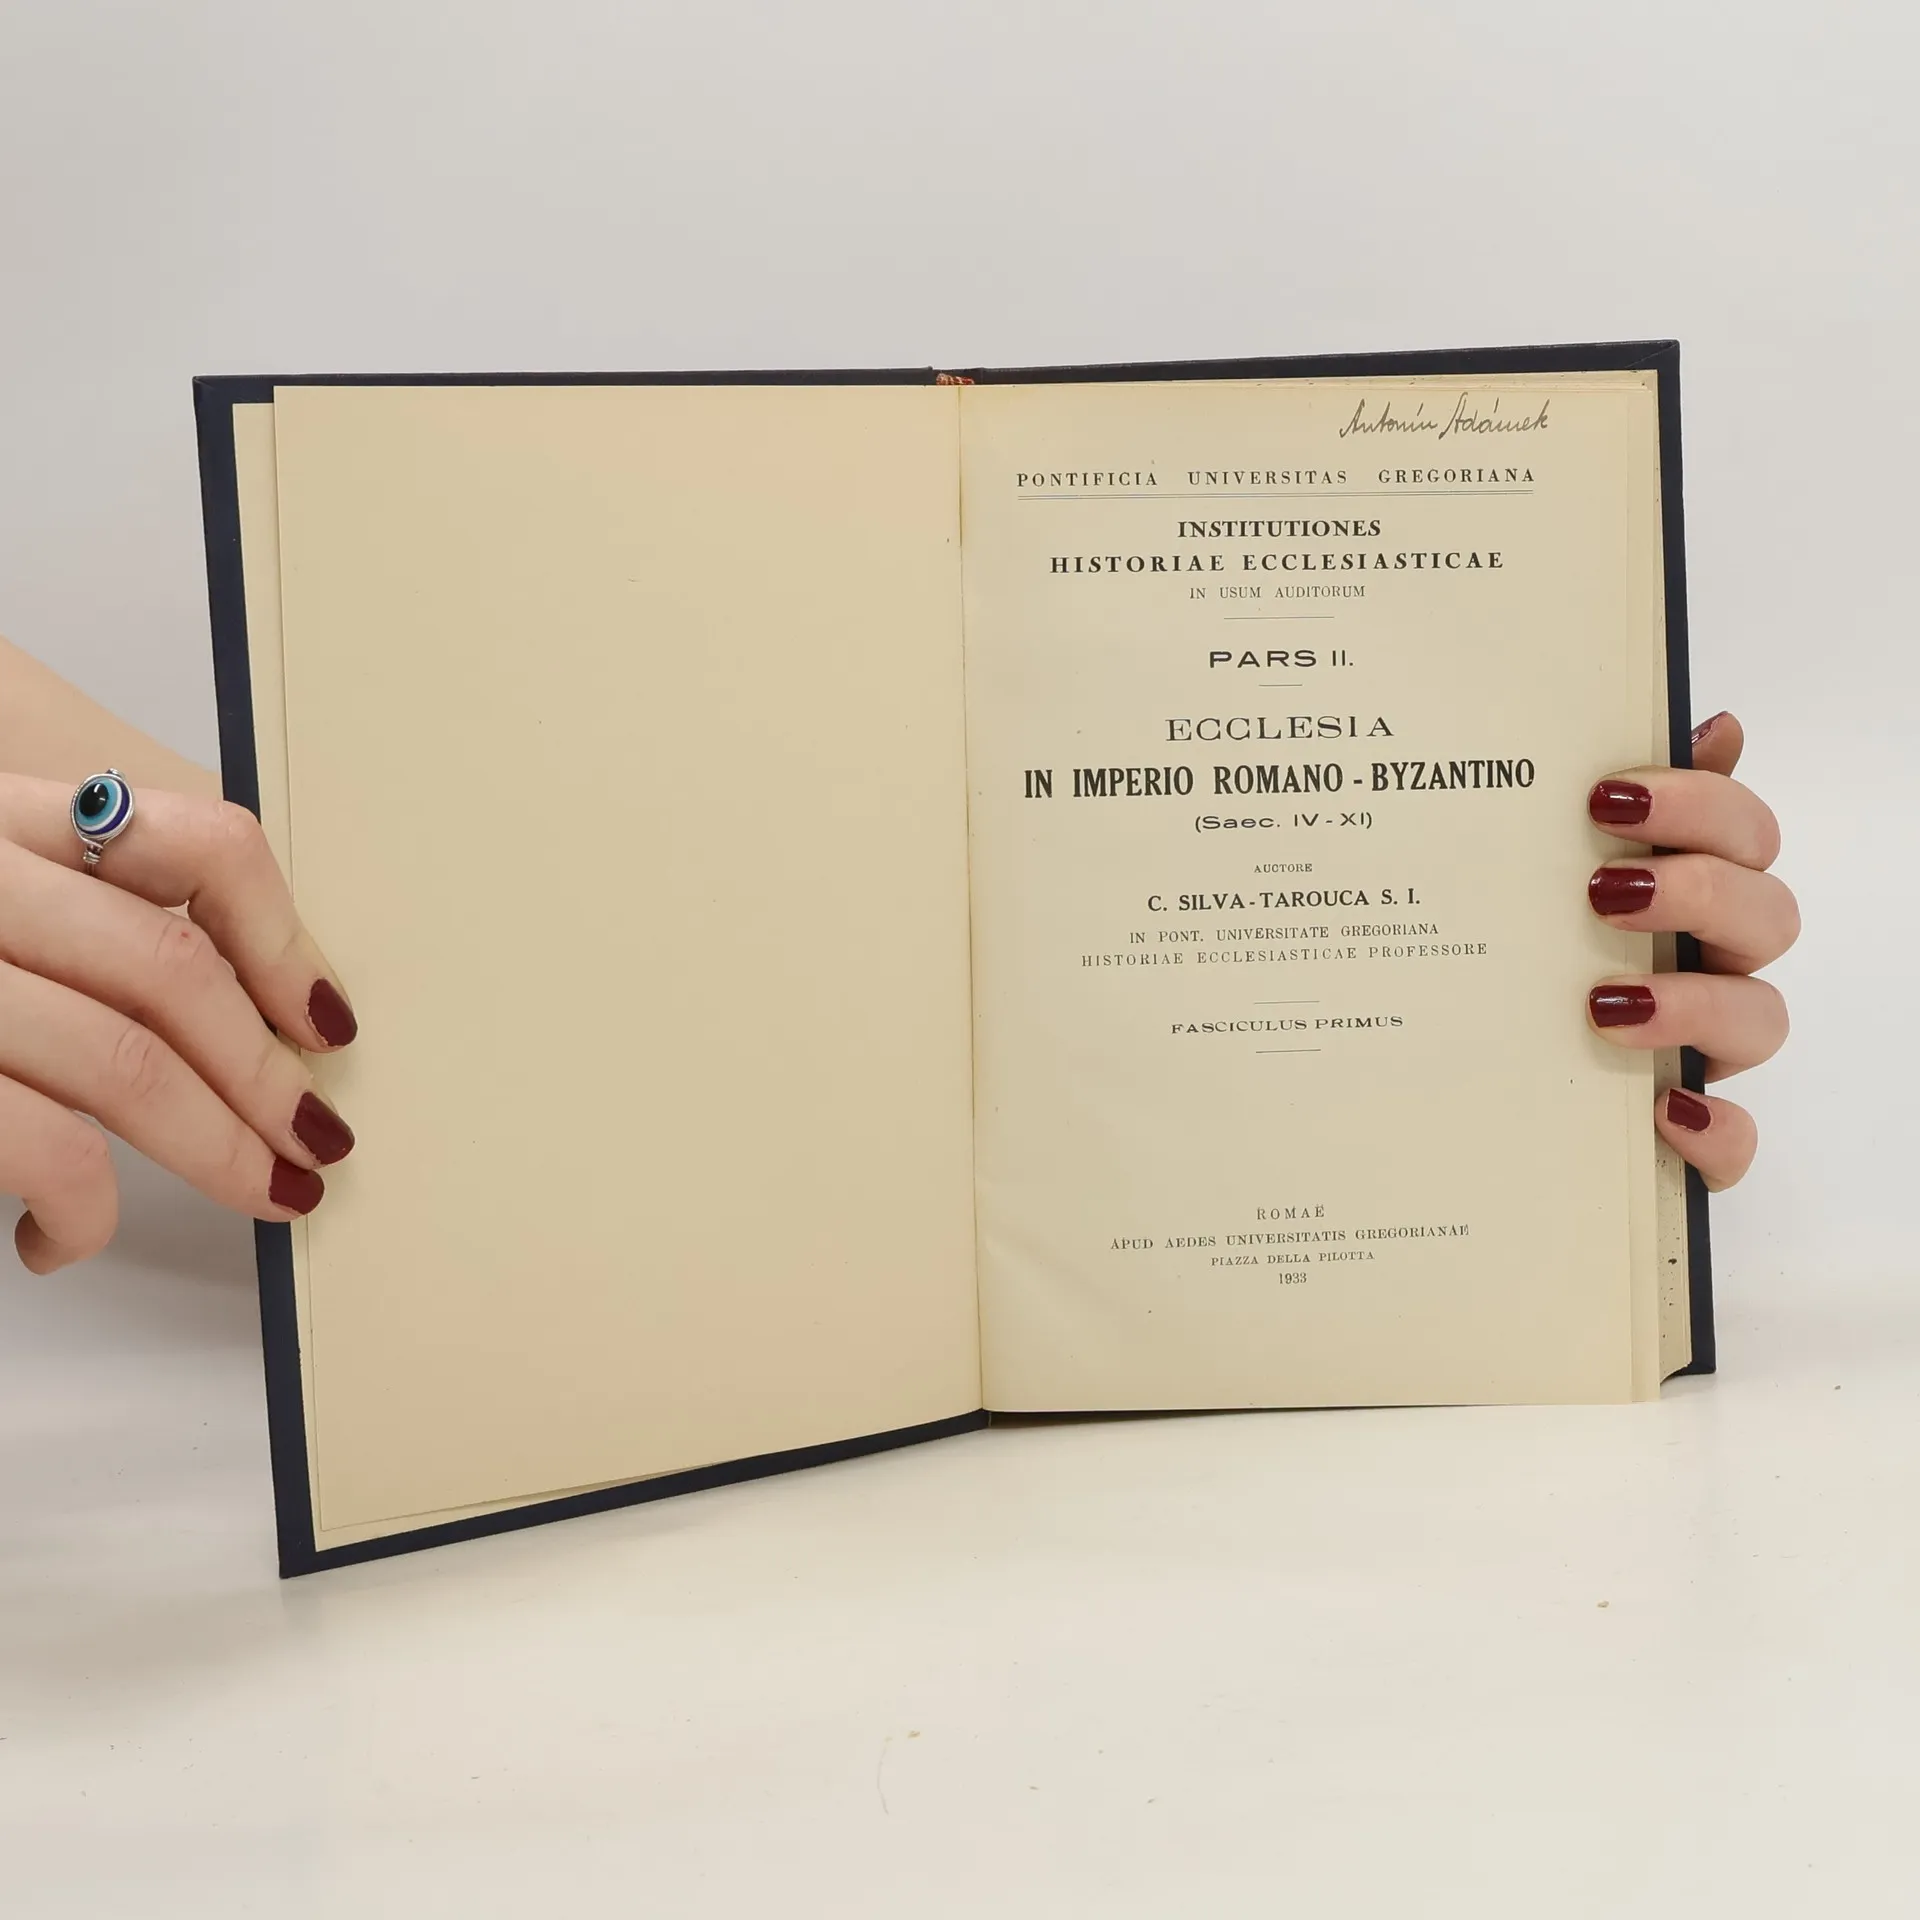 Antonín Adámek
PONTIFICIA UNIVERSITAS GREGORIANA
INSTITUTIONES
HISTORIAE ECCLESIASTICAE
IN USUM AUDITORUM
PARS II.
ECCLESIA
IN IMPERIO ROMANO - BYZANTINO
(Saec. IV - XI)
AUCTORE
C. SILVA - TAROUCA S. I.
IN PONT. UNIVERSITATE GREGORIANA
HISTORIAE ECCLESIASTICAE PROFESSORE
FASCICULUS PRIMUS
ROMAE
APUD AEDES UNIVERSITATIS GREGORIANAE
PIAZZA DELLA PILOTTA
1933